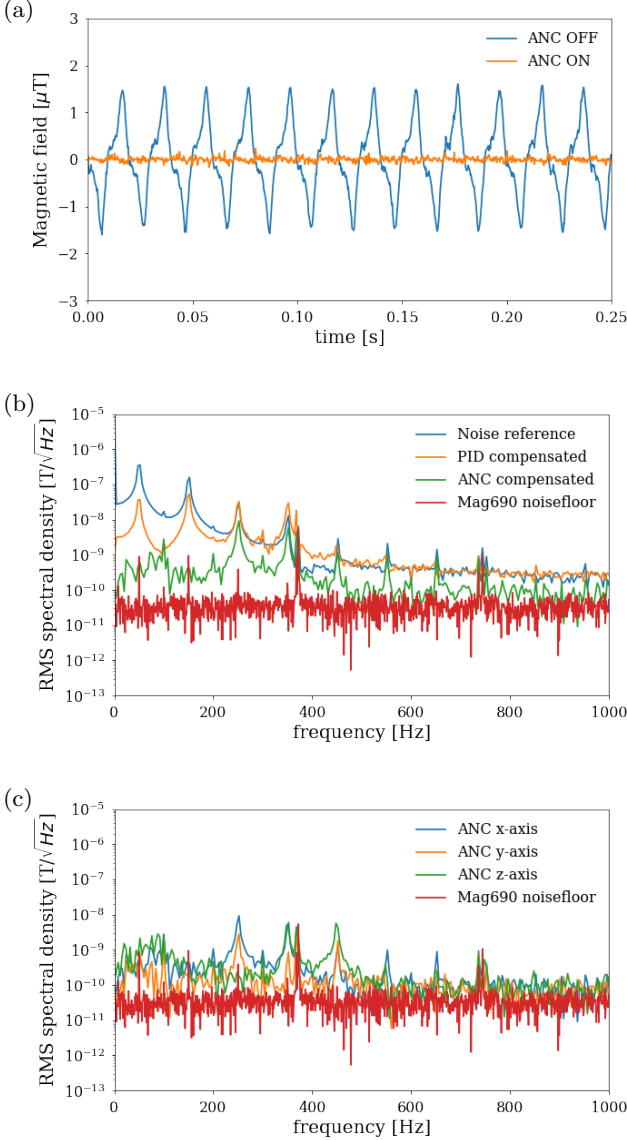 (a)
3
2
1
0
−1
−2
−3
Magnetic field [μT]
ANC OFF
ANC ON
0.00 0.05 0.10 0.15 0.20 0.25
time [s]
(b)
10⁻⁵
10⁻⁶
10⁻⁷
10⁻⁸
10⁻⁹
10⁻¹⁰
10⁻¹¹
10⁻¹²
10⁻¹³
RMS spectral density [T/√Hz]
Noise reference
PID compensated
ANC compensated
Mag690 noisefloor
0 200 400 600 800 1000
frequency [Hz]
(c)
10⁻⁵
10⁻⁶
10⁻⁷
10⁻⁸
10⁻⁹
10⁻¹⁰
10⁻¹¹
10⁻¹²
10⁻¹³
RMS spectral density [T/√Hz]
ANC x-axis
ANC y-axis
ANC z-axis
Mag690 noisefloor
0 200 400 600 800 1000
frequency [Hz]